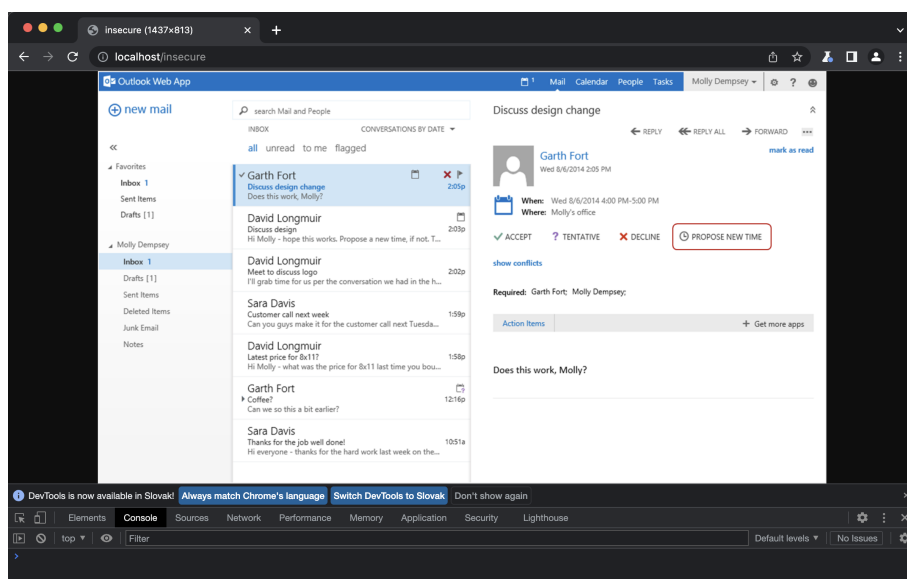 insecure (1437×813)
localhost/insecure
Outlook Web App
1 Mail Calendar People Tasks Molly Dempsey
new mail
Favorites
Inbox 1
Sent Items
Drafts [1]
Molly Dempsey
Inbox 1
Drafts [1]
Sent Items
Deleted Items
Junk Email
Notes
search Mail and People
INBOX CONVERSATIONS BY DATE
all unread to me flagged
Garth Fort
Discuss design change 2:05p
Does this work, Molly?
David Longmuir
Discuss design 2:03p
Hi Molly - hope this works. Propose a new time, if not. T...
David Longmuir
Meet to discuss logo 2:02p
I'll grab time for us per the conversation we had in the h...
Sara Davis
Customer call next week 1:59p
Can you guys make it for the customer call next Tuesda...
David Longmuir
Latest price for 8x11? 1:58p
Hi Molly - what was the price for 8x11 last time you bou...
Garth Fort
Coffee? 12:16p
Can we so this a bit earlier?
Sara Davis
Thanks for the job well done! 10:51a
Hi everyone - thanks for the hard work last week on the...
Discuss design change
REPLY REPLY ALL FORWARD ...
mark as read
Garth Fort
Wed 8/6/2014 2:05 PM
When: Wed 8/6/2014 4:00 PM-5:00 PM
Where: Molly's office
ACCEPT ? TENTATIVE DECLINE PROPOSE NEW TIME
show conflicts
Required: Garth Fort; Molly Dempsey;
Action Items + Get more apps
Does this work, Molly?
DevTools is now available in Slovak! Always match Chrome's language Switch DevTools to Slovak Don't show again
Elements Console Sources Network Performance Memory Application Security Lighthouse
top Filter Default levels No Issues